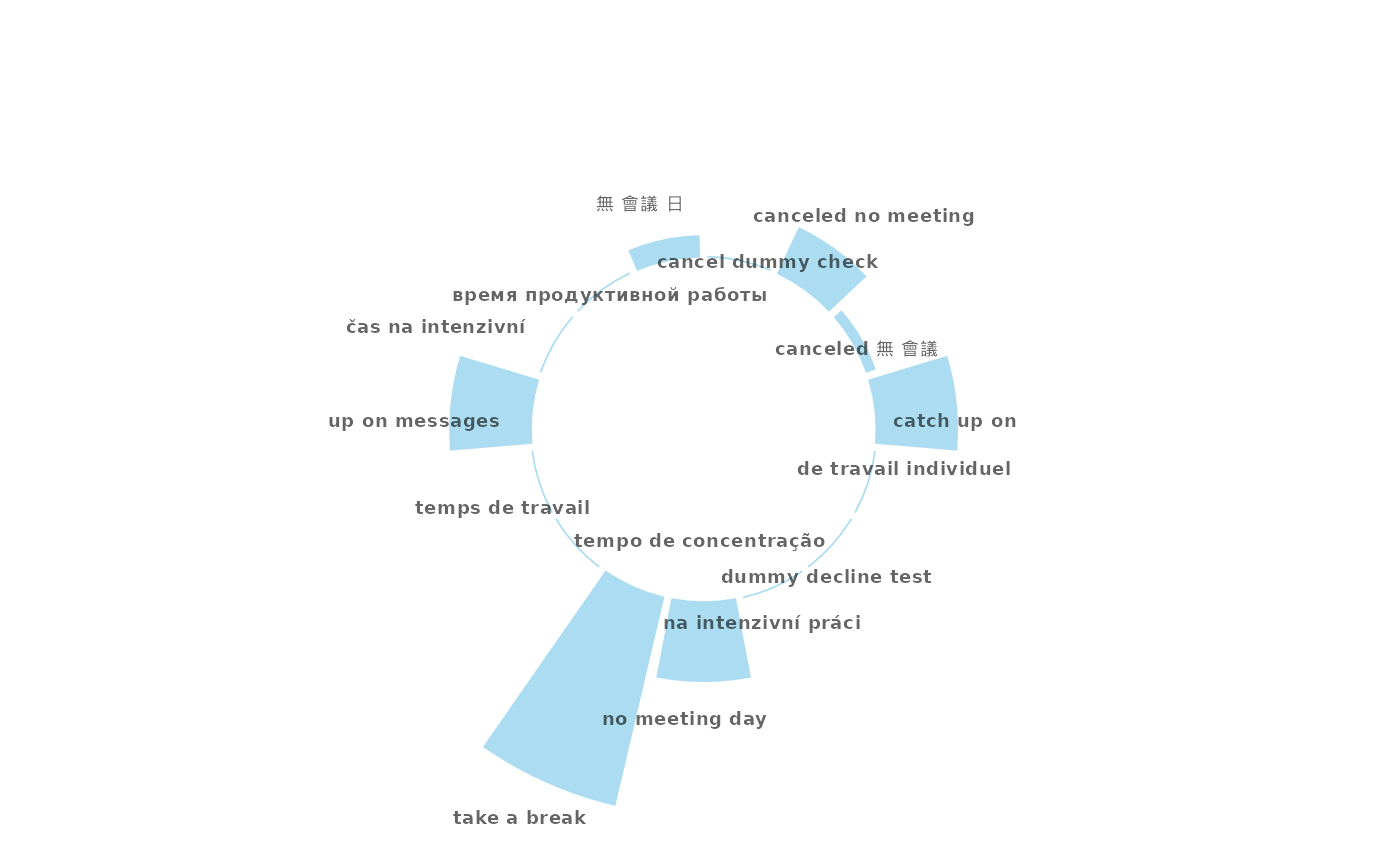 無 會議 日
canceled no meeting
cancel dummy check
время продуктивной работы
čas na intenzivní
canceled 無 會議
up on messages
catch up on
de travail individuel
temps de travail
tempo de concentração
dummy decline test
na intenzivní práci
no meeting day
take a break